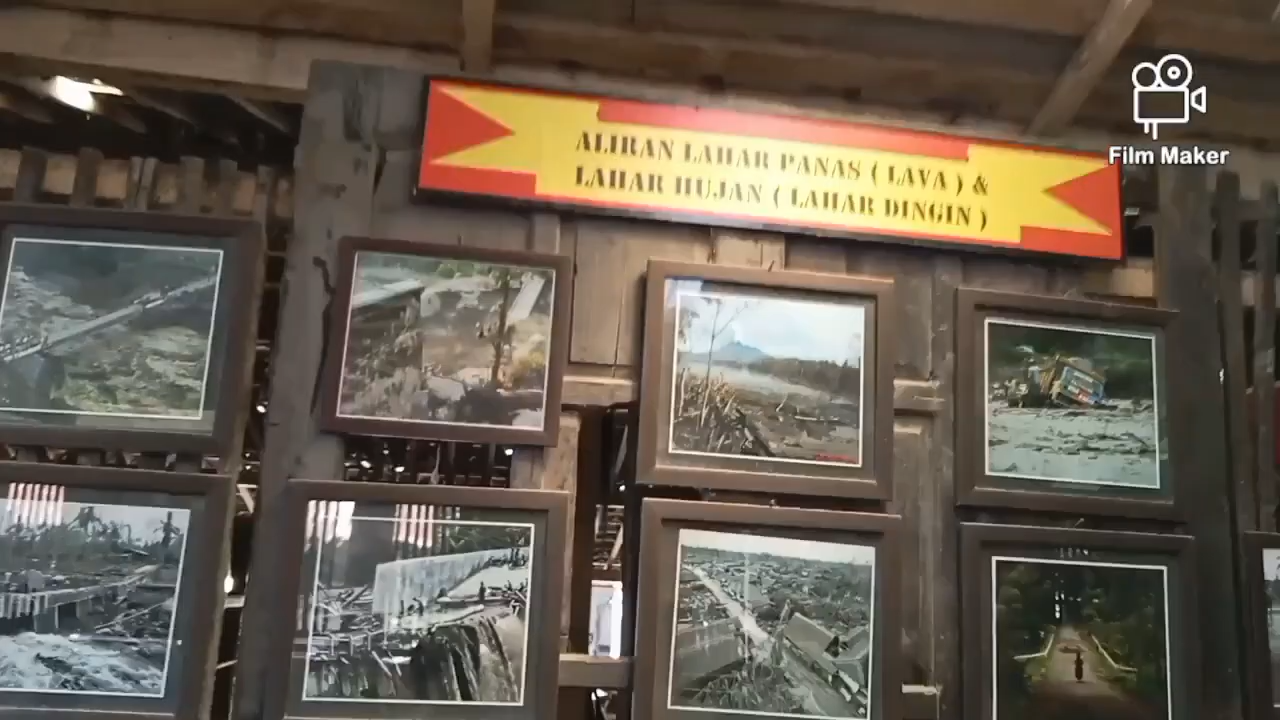 ALIRAN LAHAR PANAS ( LAVA ) &
LAHAR HUJAN ( LAHAR DINGIN )
Film Maker